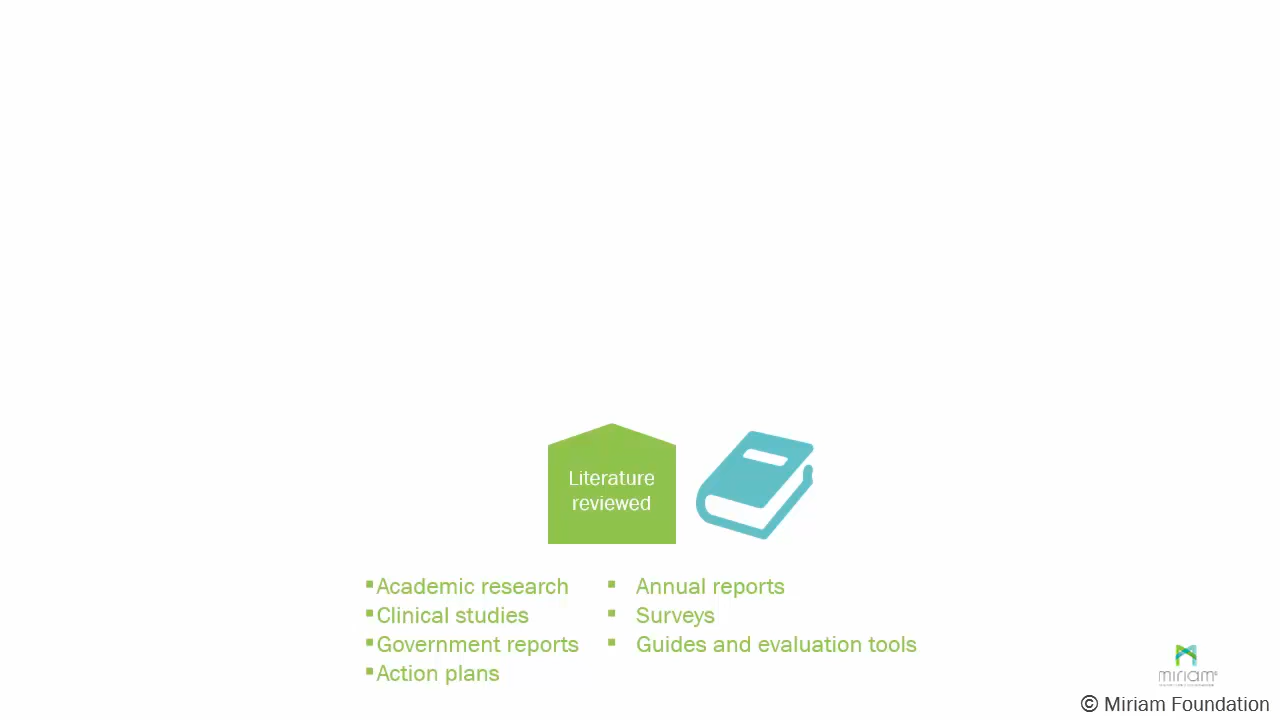 Literature
reviewed
▪Academic research
▪Clinical studies
▪Government reports
▪Action plans
▪ Annual reports
▪ Surveys
▪ Guides and evaluation tools
miriam
© Miriam Foundation